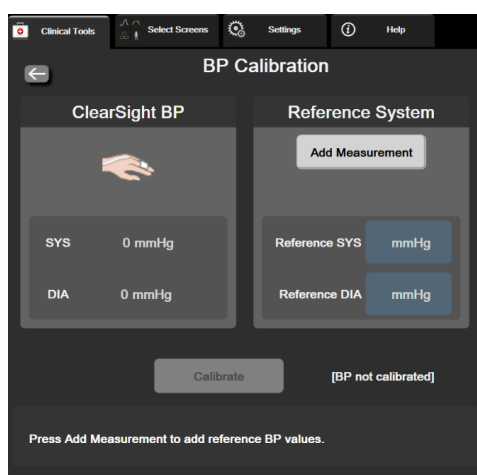 Clinical Tools
Select Screens
Settings
Help
BP Calibration
ClearSight BP
Reference System
Add Measurement
SYS 0 mmHg
Reference SYS mmHg
DIA 0 mmHg
Reference DIA mmHg
Calibrate
[BP not calibrated]
Press Add Measurement to add reference BP values.